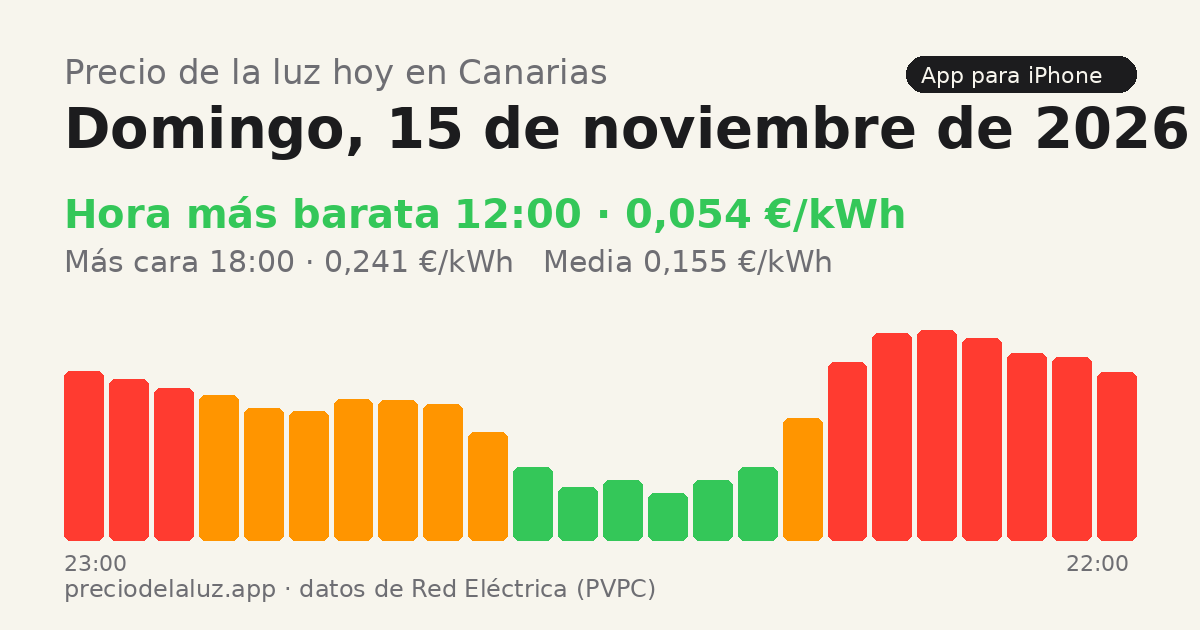 Precio de la luz hoy en Canarias
App para iPhone
Domingo, 15 de noviembre de 2026
Hora más barata 12:00 · 0,054 €/kWh
Más cara 18:00 · 0,241 €/kWh Media 0,155 €/kWh
23:00 22:00
preciodelaluz.app · datos de Red Eléctrica (PVPC)